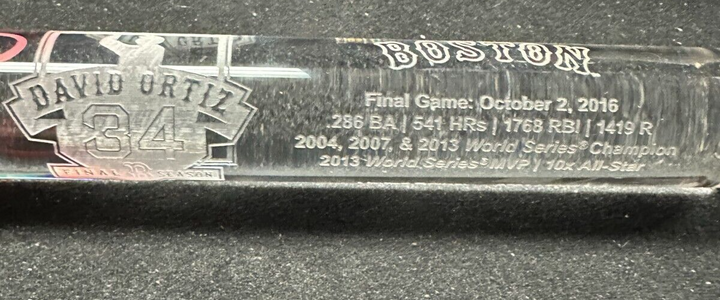 DAVID ORTIZ
34
FINAL SEASON
BOSTON
Final Game: October 2, 2016
286 BA | 541 HRs | 1768 RBI | 1419 R
2004, 2007, & 2013 World Series® Champion
2013 World Series® MVP | 10x All-Star